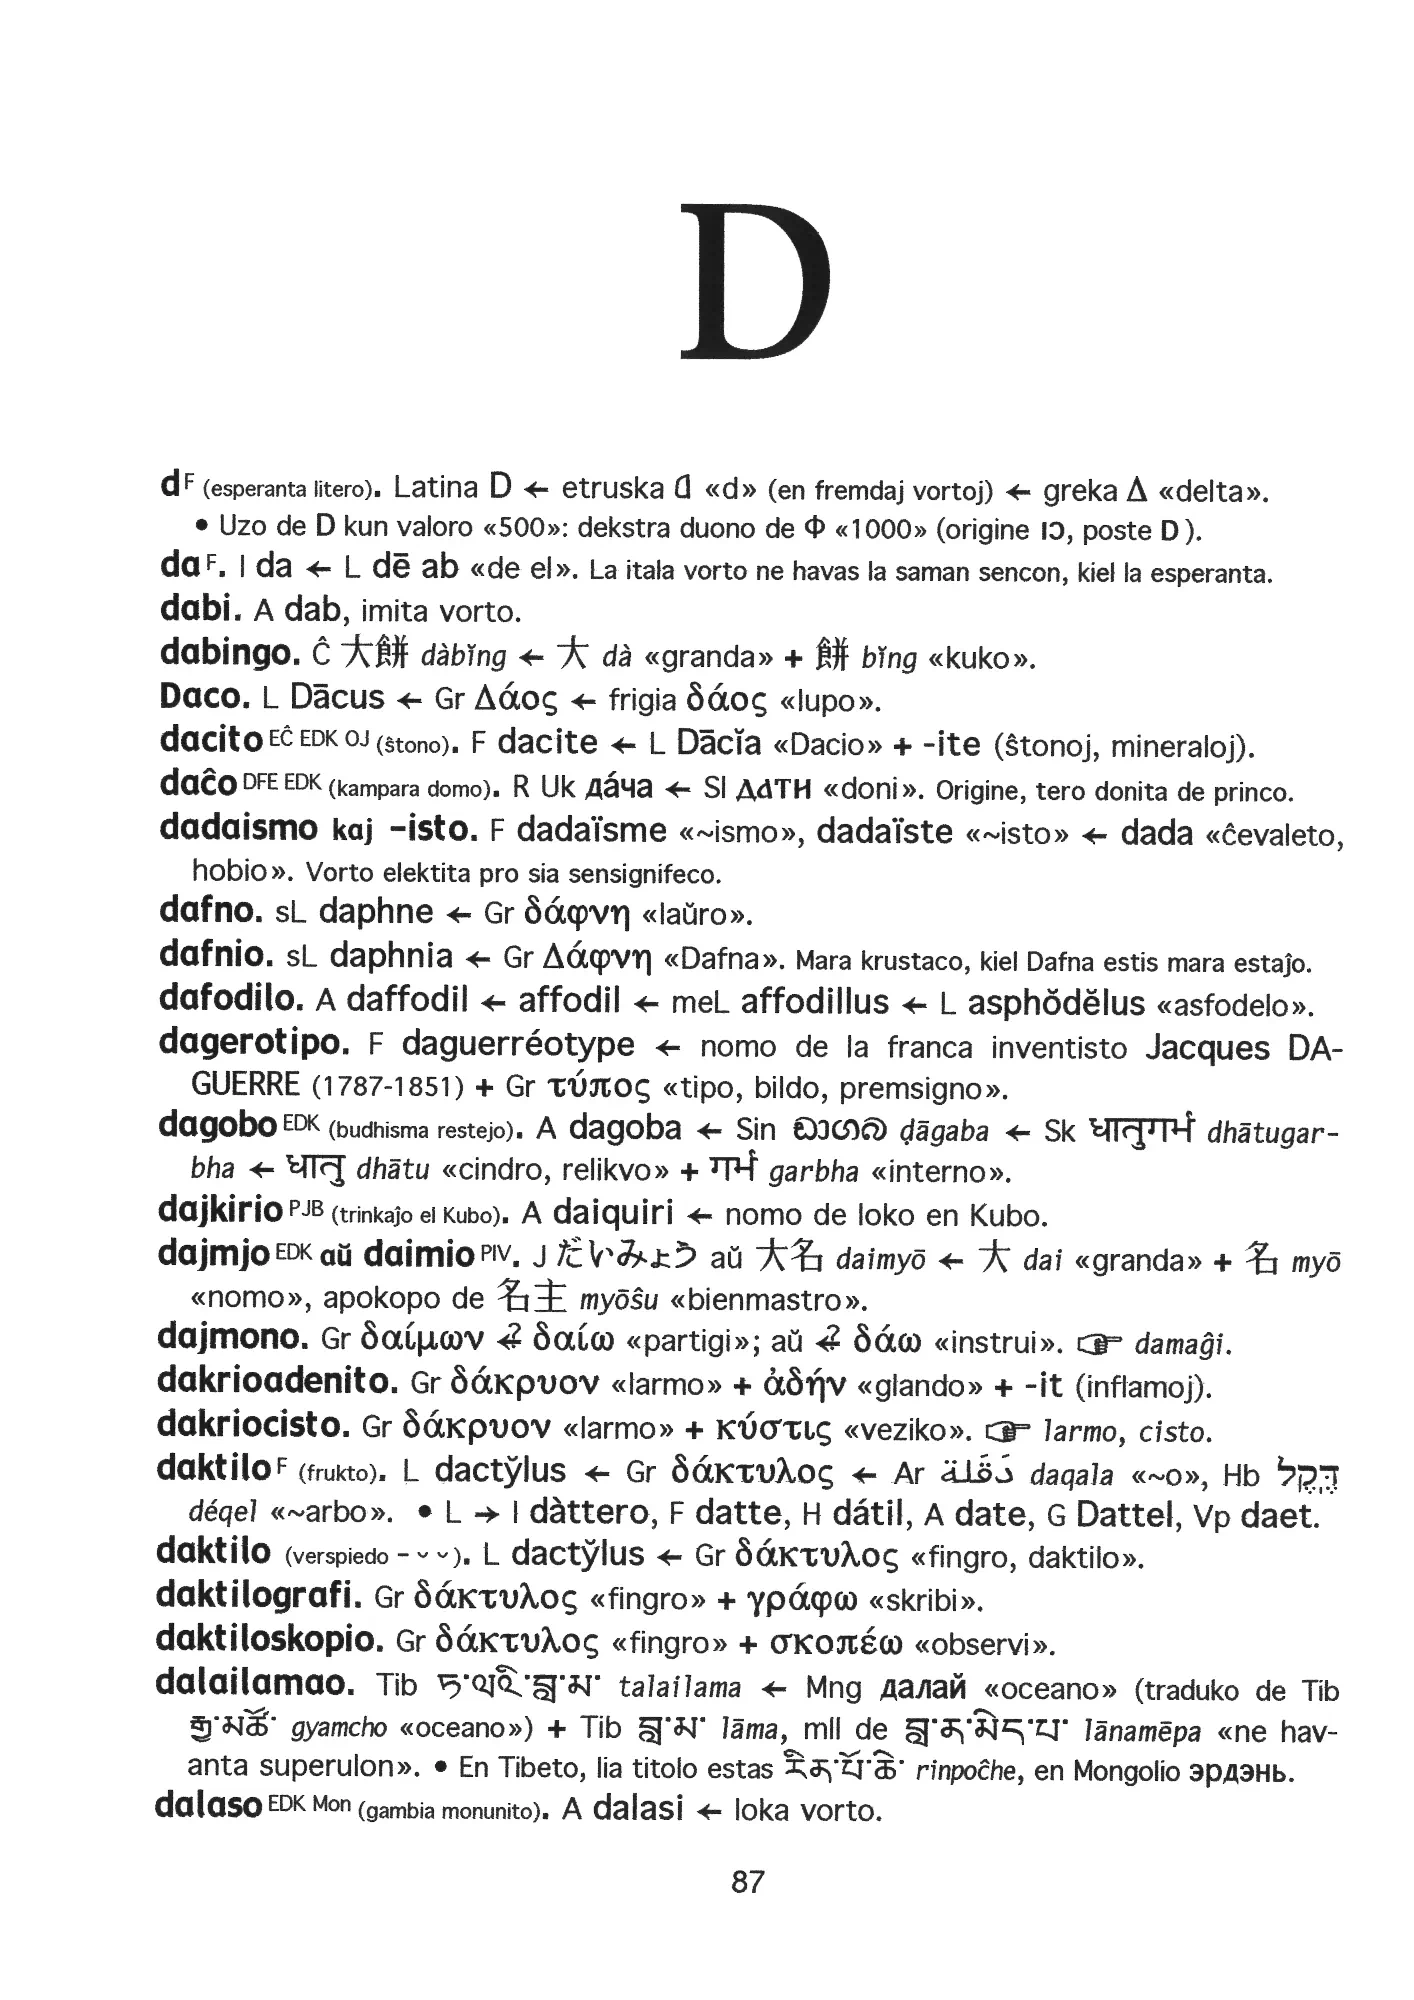 D
d F (esperanta litero). Latina D ← etruska «d» (en fremdaj vortoj) ← greka Δ «delta».
• Uzo de D kun valoro «500»: dekstra duono de Φ «1000» (origine IƆ, poste D ).
da F. I da ← L dē ab «de el». La itala vorto ne havas la saman sencon, kiel la esperanta.
dabi. A dab, imita vorto.
dabingo. Ĉ 大餅 dàbǐng ← 大 dà «granda» + 餅 bǐng «kuko».
Daco. L Dācus ← Gr Δάος ← frigia δάος «lupo».
dacito EĈ EDK OJ (ŝtono). F dacite ← L Dācĭa «Dacio» + -ite (ŝtonoj, mineraloj).
daĉo DFE EDK (kampara domo). R Uk дáча ← Sl дати «doni». Origine, tero donita de princo.
dadaismo kaj -isto. F dadaïsme «~ismo», dadaïste «~isto» ← dada «ĉevaleto,
hobio». Vorto elektita pro sia sensignifeco.
dafno. sL daphne ← Gr δάφνη «laŭro».
dafnio. sL daphnia ← Gr Δάφνη «Dafna». Mara krustaco, kiel Dafna estis mara estaĵo.
dafodilo. A daffodil ← affodil ← meL affodillus ← L asphŏdĕlus «asfodelo».
dagerotipo. F daguerréotype ← nomo de la franca inventisto Jacques DA-
GUERRE (1787-1851) + Gr τύπος «tipo, bildo, premsigno».
dagobo EDK (budhisma restejo). A dagoba ← Sin ඩාගබ ḍāgaba ← Sk धातुगर्भ dhātugar-
bha ← धातु dhātu «cindro, relikvo» + गर्भ garbha «interno».
dajkirio PJB (trinkaĵo el Kubo). A daiquiri ← nomo de loko en Kubo.
dajmjo EDK aŭ daimio PIV. J だいみょう aŭ 大名 daimyō ← 大 dai «granda» + 名 myō
«nomo», apokopo de 名主 myōŝu «bienmastro».
dajmono. Gr δαίμων ←? δαίω «partigi»; aŭ ←? δάω «instrui». ☞ damaĝi.
dakrioadenito. Gr δάκρυον «larmo» + ἀδήν «glando» + -it (inflamoj).
dakriocisto. Gr δάκρυον «larmo» + κύστις «veziko». ☞ larmo, cisto.
daktilo F (frukto). L dactўlus ← Gr δάκτυλος ← Ar دَقَلَة daqala «~o», Hb דֶּקֶל
déqel «~arbo». • L → I dàttero, F datte, H dátil, A date, G Dattel, Vp daet.
daktilo (verspiedo – ˘ ˘). L dactўlus ← Gr δάκτυλος «fingro, daktilo».
daktilografi. Gr δάκτυλος «fingro» + γράφω «skribi».
daktiloskopio. Gr δάκτυλος «fingro» + σκοπέω «observi».
dalailamao. Tib ཏ་ལའི་བླ་མ་ talailama ← Mng далай «oceano» (traduko de Tib
རྒྱ་མཚོ་ gyamcho «oceano») + Tib བླ་མ་ lāma, mll de བླ་ན་མེད་པ་ lānamēpa «ne hav-
anta superulon». • En Tibeto, lia titolo estas རིན་པོ་ཆེ་ rinpoĉhe, en Mongolio эрдэнь.
dalaso EDK Mon (gambia monunito). A dalasi ← loka vorto.
87